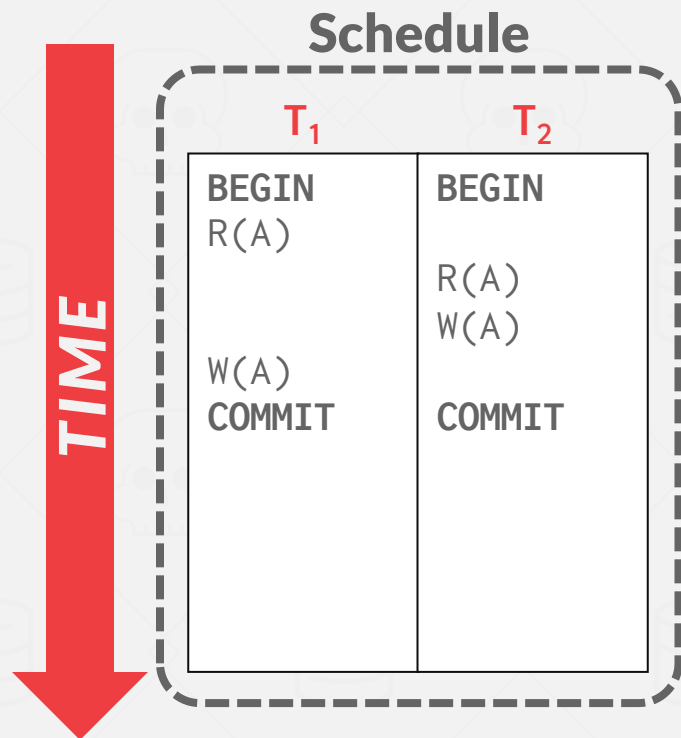 Schedule
TIME
T₁ T₂
BEGIN BEGIN
R(A)
R(A)
W(A)
W(A)
COMMIT COMMIT